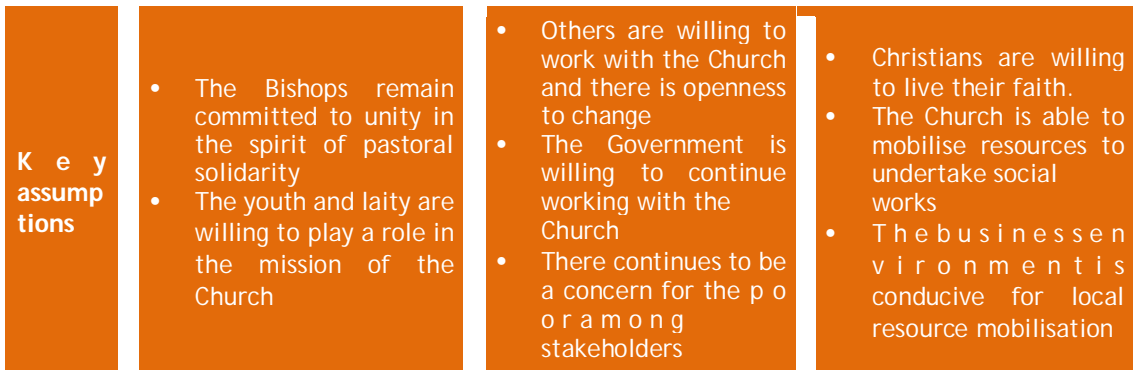 K e y
assump
tions
• The Bishops remain
committed to unity in
the spirit of pastoral
solidarity
• The youth and laity are
willing to play a role in
the mission of the
Church
• Others are willing to
work with the Church
and there is openness
to change
• The Government is
willing to continue
working with the
Church
• There continues to be
a concern for the p o
o r a m o n g
stakeholders
• Christians are willing
to live their faith.
• The Church is able to
mobilise resources to
undertake social
works
• T h e b u s i n e s s e n
v i r o n m e n t i s
conducive for local
resource mobilisation